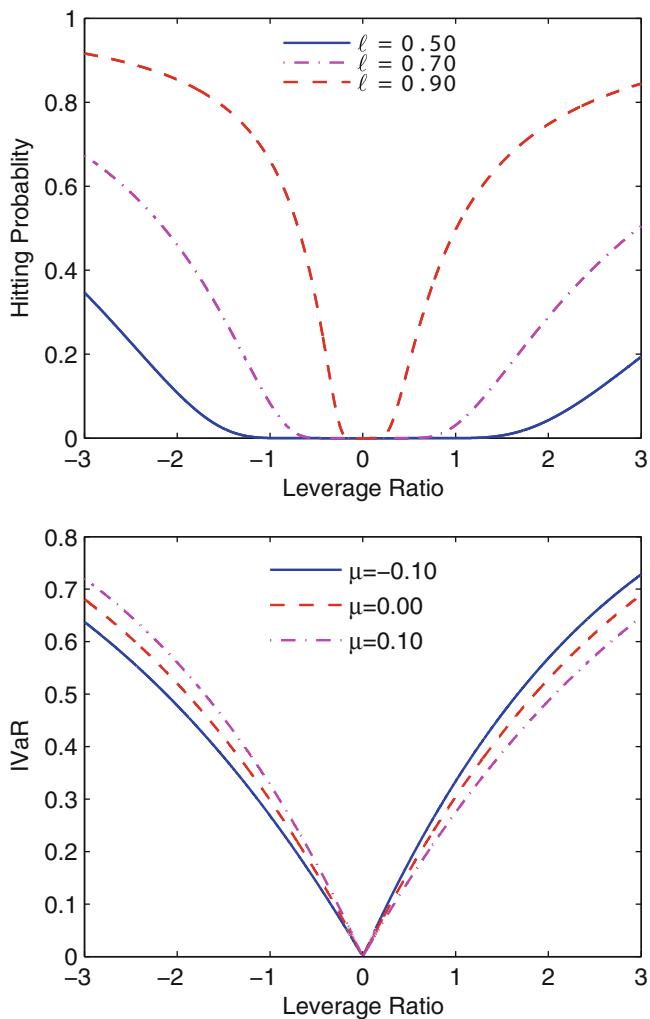 1
0.8
0.6
0.4
0.2
0
Hitting Probablity
ℓ = 0.50
ℓ = 0.70
ℓ = 0.90
−3 −2 −1 0 1 2 3
Leverage Ratio
0.8
0.7
0.6
0.5
0.4
0.3
0.2
0.1
0
IVaR
μ=−0.10
μ=0.00
μ=0.10
−3 −2 −1 0 1 2 3
Leverage Ratio